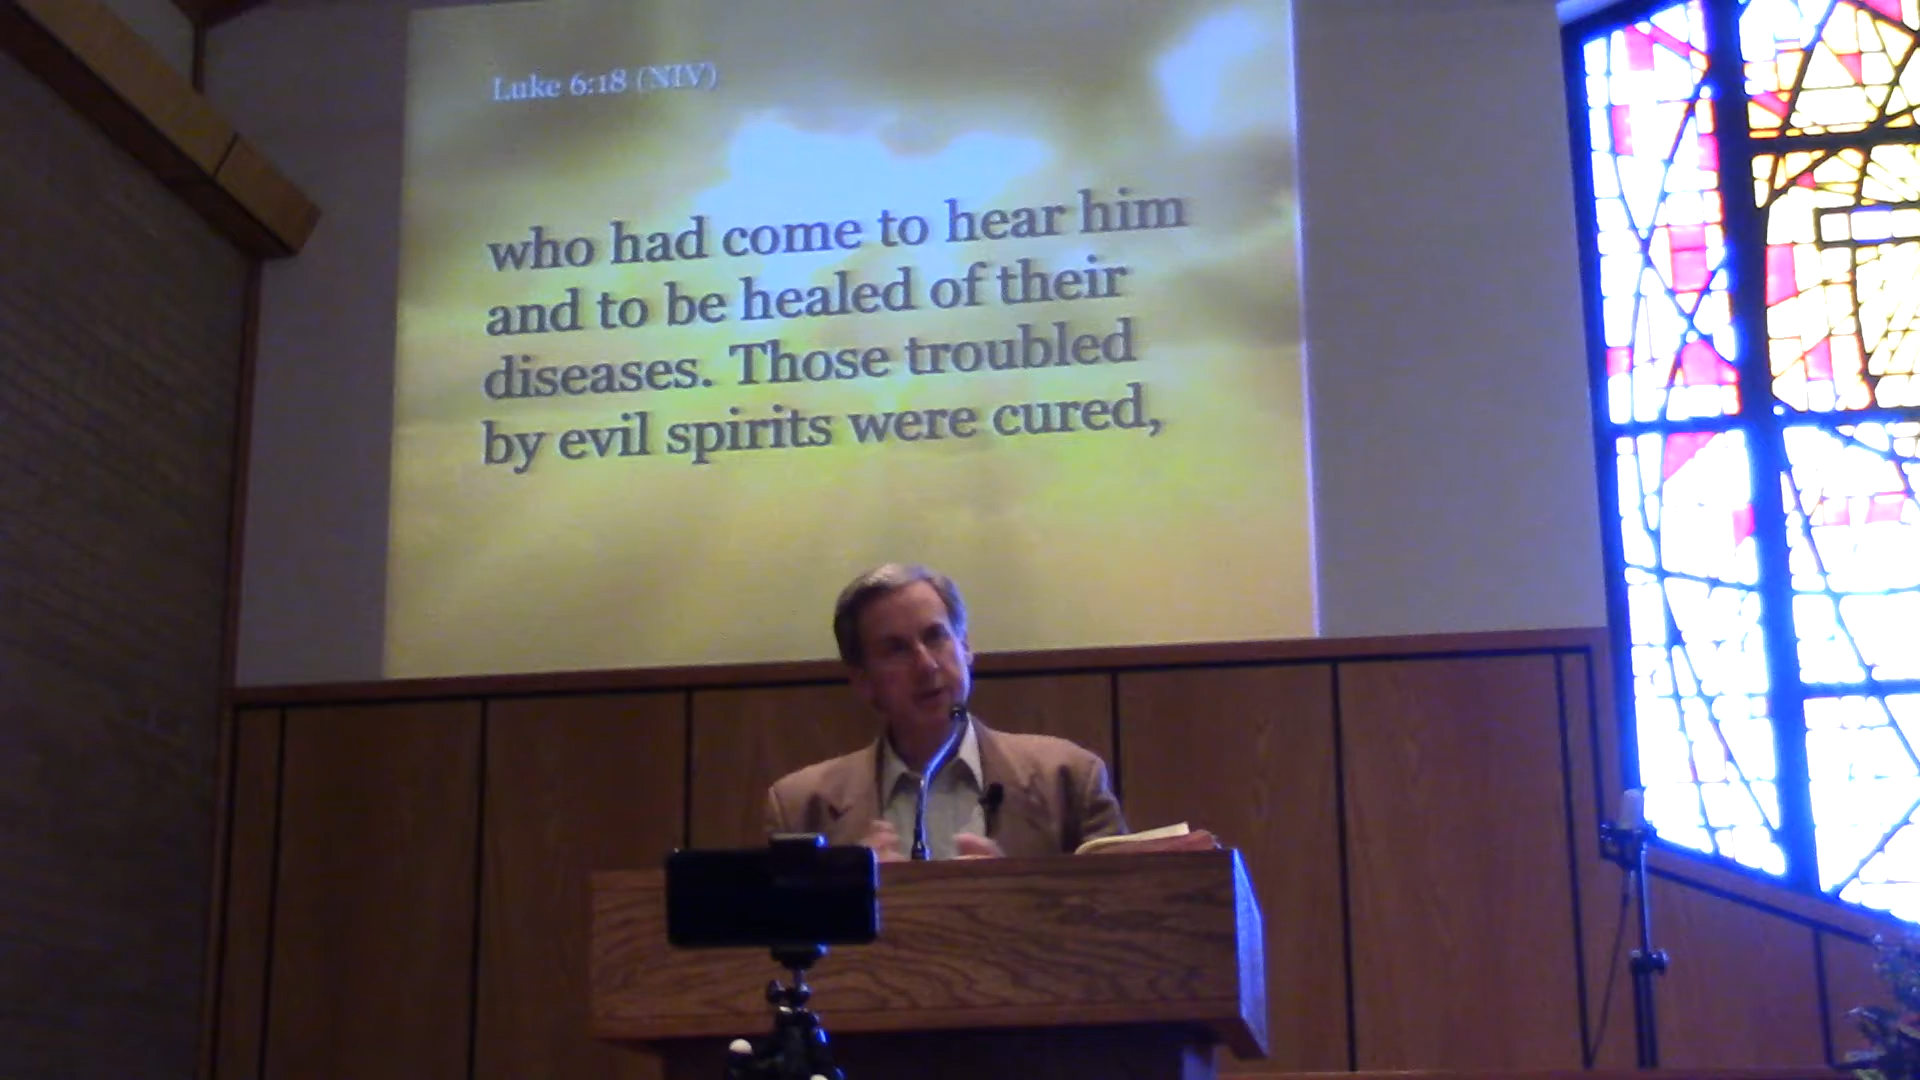 Luke 6:18 (NIV)
who had come to hear him
and to be healed of their
diseases. Those troubled
by evil spirits were cured,